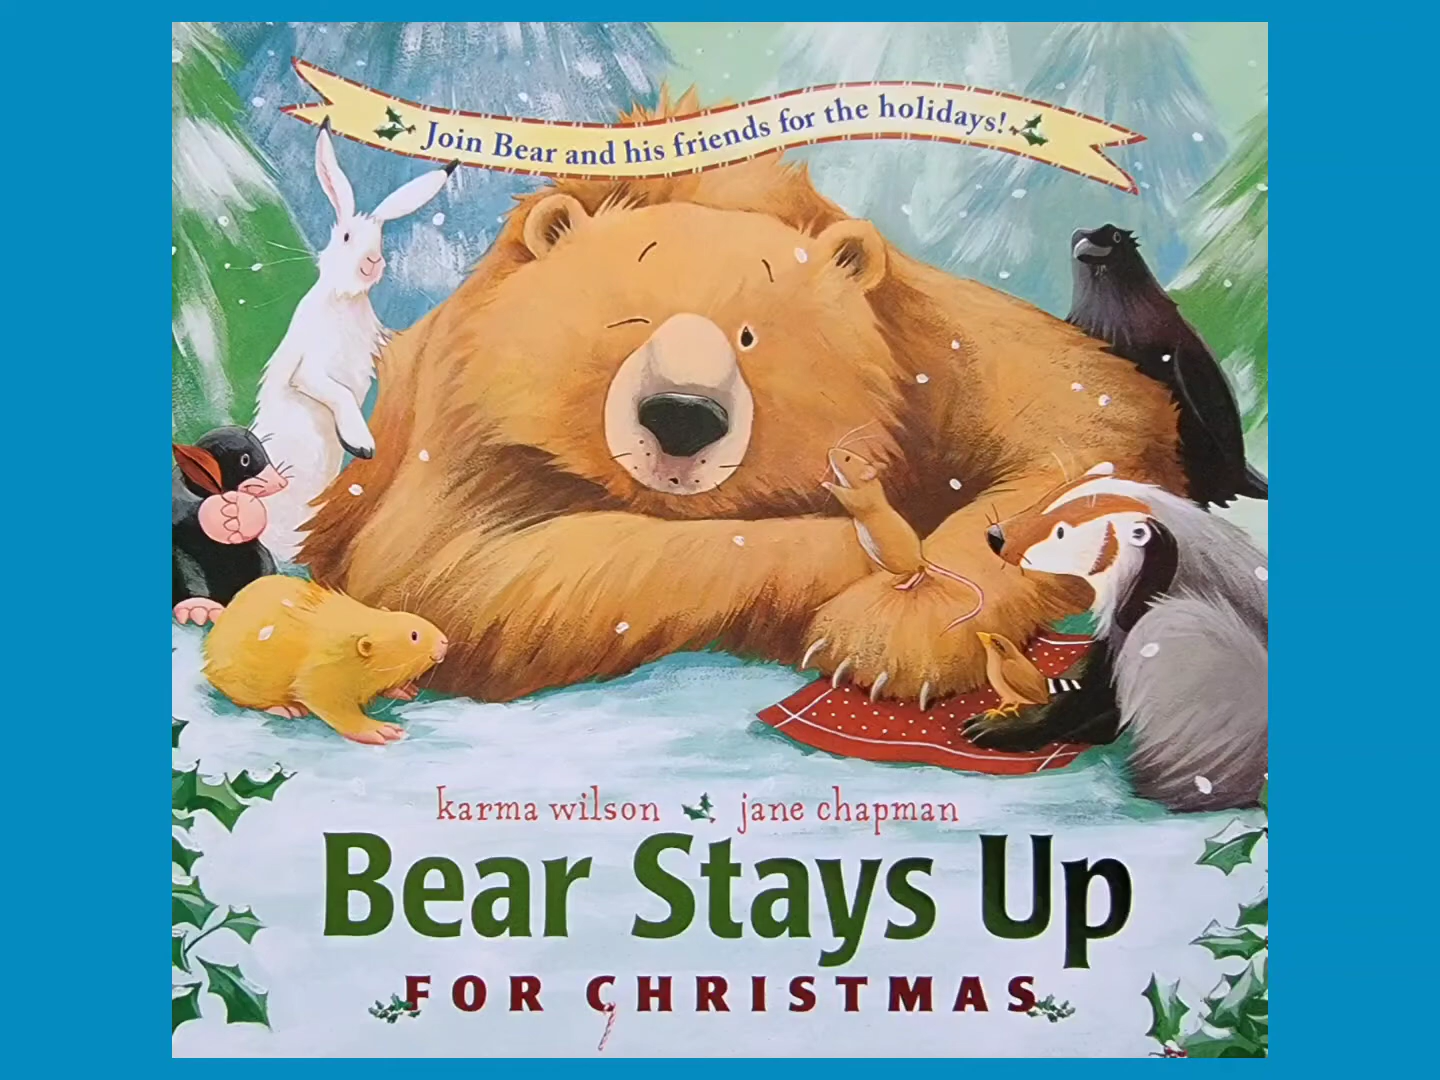 Join Bear and his friends for the holidays!
karma wilson jane chapman
Bear Stays Up
FOR CHRISTMAS